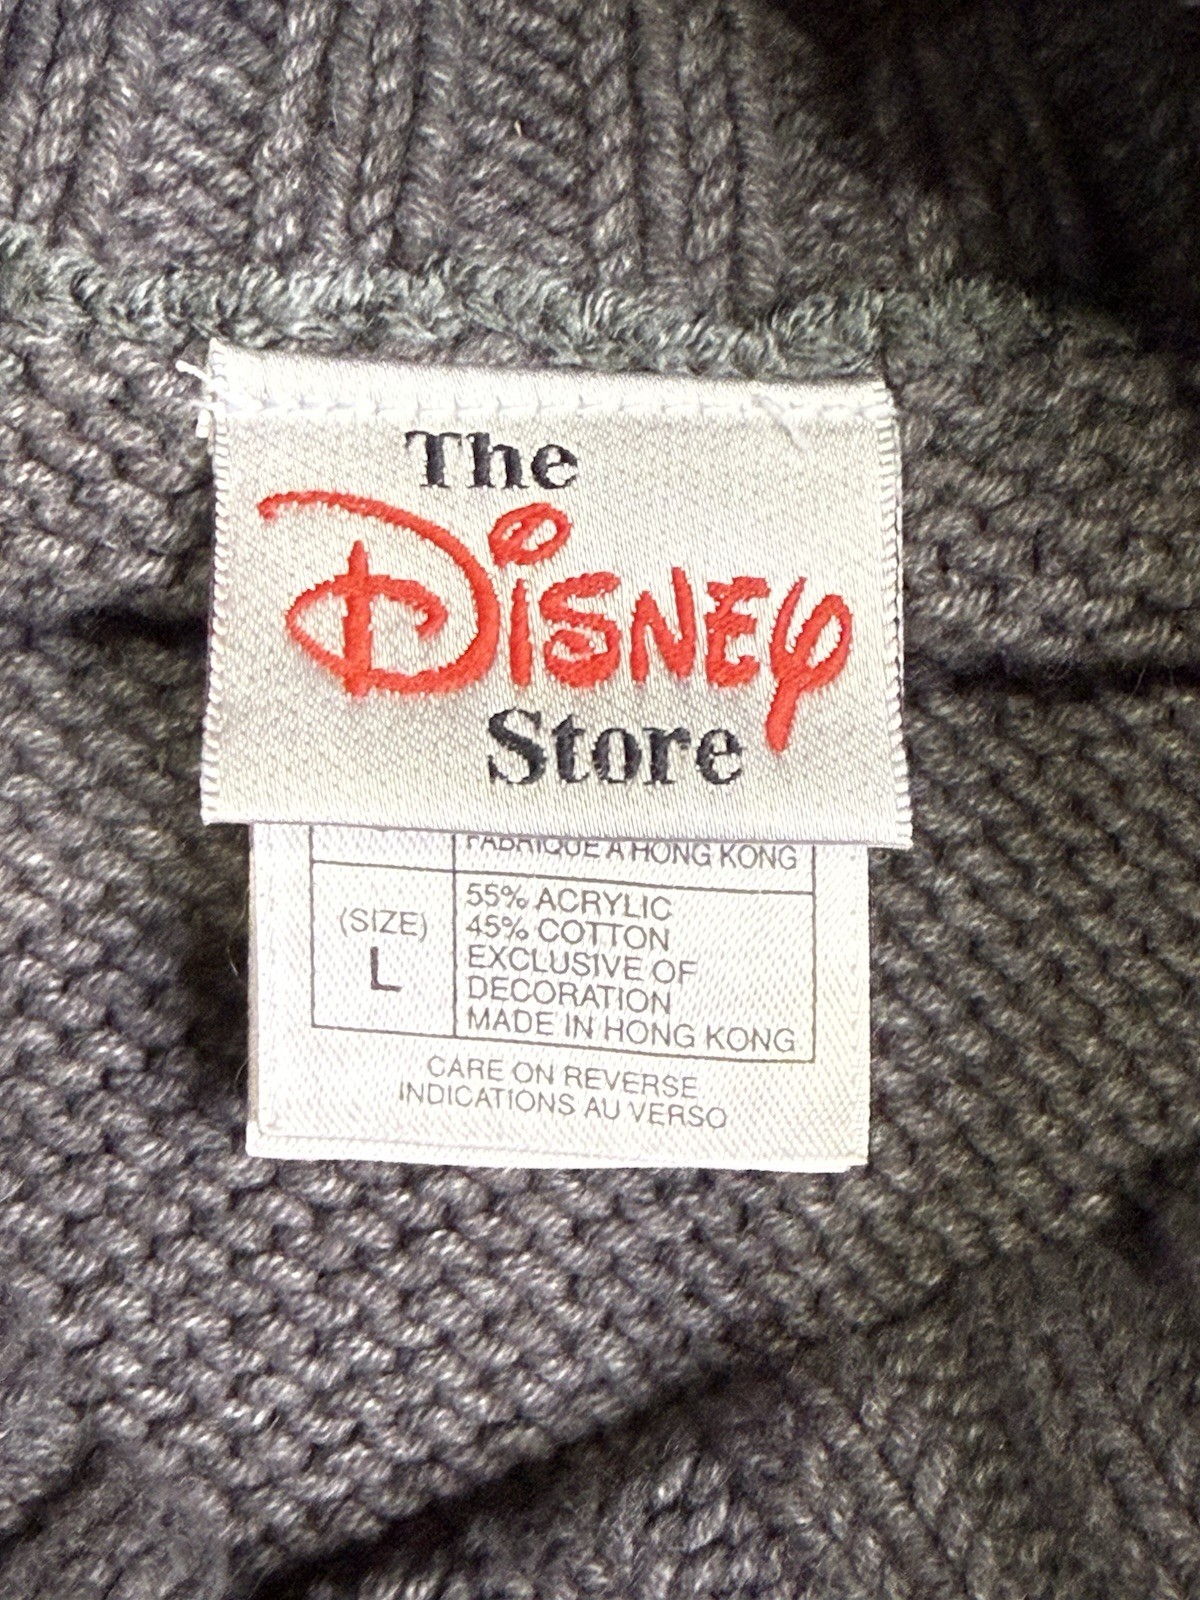 The
Disney
Store
FABRIQUE A HONG KONG
55% ACRYLIC
45% COTTON
EXCLUSIVE OF
DECORATION
MADE IN HONG KONG
(SIZE)
L
CARE ON REVERSE
INDICATIONS AU VERSO